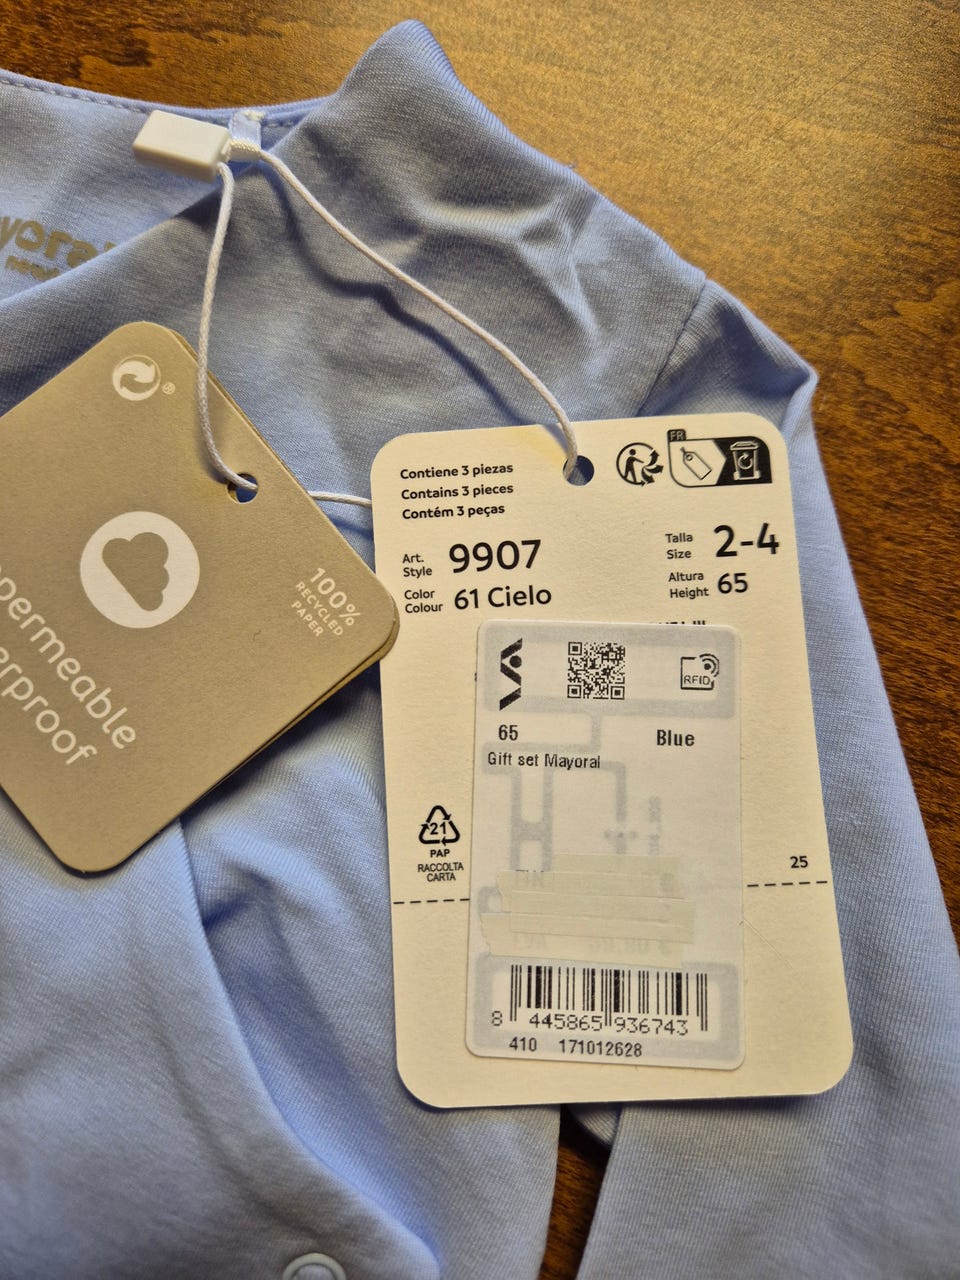 100%
RECYCLED
PAPER
permeable
erproof
Contiene 3 piezas
Contains 3 pieces
Contém 3 peças
FR
Art.
Style
9907
Talla
Size
2-4
Color
Colour
61 Cielo
Altura
Height
65
RFID
65
Blue
Gift set Mayoral
21
PAP
RACCOLTA
CARTA
25
8 445865 936743
410 171012628